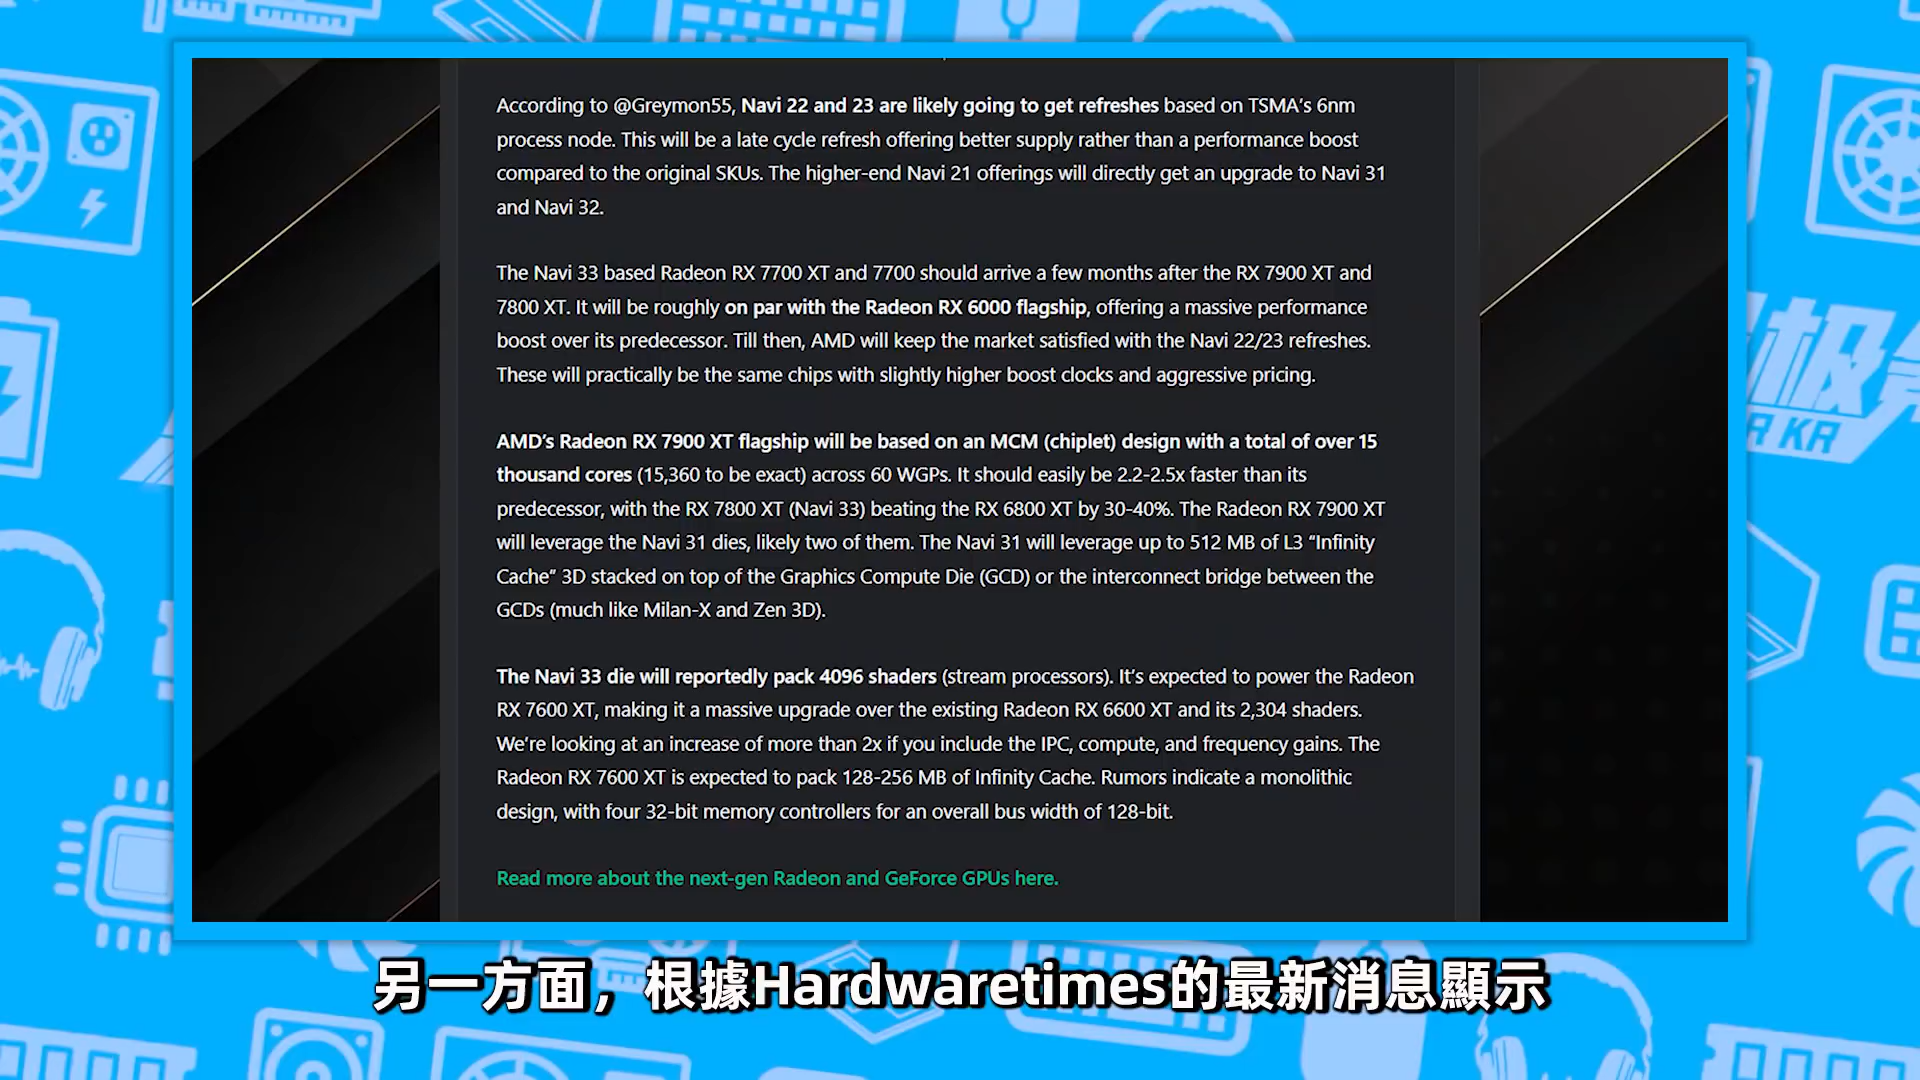 According to @Greymon55, Navi 22 and 23 are likely going to get refreshes based on TSMA's 6nm
process node. This will be a late cycle refresh offering better supply rather than a performance boost
compared to the original SKUs. The higher-end Navi 21 offerings will directly get an upgrade to Navi 31
and Navi 32.
The Navi 33 based Radeon RX 7700 XT and 7700 should arrive a few months after the RX 7900 XT and
7800 XT. It will be roughly on par with the Radeon RX 6000 flagship, offering a massive performance
boost over its predecessor. Till then, AMD will keep the market satisfied with the Navi 22/23 refreshes.
These will practically be the same chips with slightly higher boost clocks and aggressive pricing.
AMD's Radeon RX 7900 XT flagship will be based on an MCM (chiplet) design with a total of over 15
thousand cores (15,360 to be exact) across 60 WGPs. It should easily be 2.2-2.5x faster than its
predecessor, with the RX 7800 XT (Navi 33) beating the RX 6800 XT by 30-40%. The Radeon RX 7900 XT
will leverage the Navi 31 dies, likely two of them. The Navi 31 will leverage up to 512 MB of L3 “Infinity
Cache” 3D stacked on top of the Graphics Compute Die (GCD) or the interconnect bridge between the
GCDs (much like Milan-X and Zen 3D).
The Navi 33 die will reportedly pack 4096 shaders (stream processors). It's expected to power the Radeon
RX 7600 XT, making it a massive upgrade over the existing Radeon RX 6600 XT and its 2,304 shaders.
We're looking at an increase of more than 2x if you include the IPC, compute, and frequency gains. The
Radeon RX 7600 XT is expected to pack 128-256 MB of Infinity Cache. Rumors indicate a monolithic
design, with four 32-bit memory controllers for an overall bus width of 128-bit.
Read more about the next-gen Radeon and GeForce GPUs here.
极
R KR
另一方面，根據Hardwaretimes的最新消息顯示